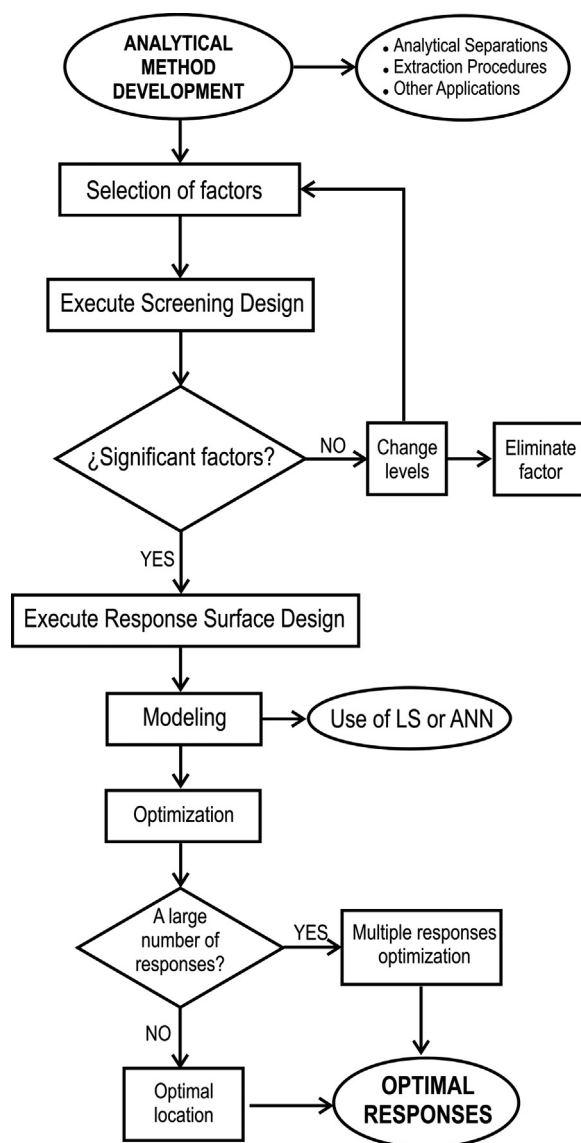 ANALYTICAL
METHOD
DEVELOPMENT
• Analytical Separations
• Extraction Procedures
• Other Applications
Selection of factors
Execute Screening Design
¿Significant factors?
NO
Change
levels
Eliminate
factor
YES
Execute Response Surface Design
Modeling
Use of LS or ANN
Optimization
A large
number of
responses?
YES
Multiple responses
optimization
NO
Optimal
location
OPTIMAL
RESPONSES